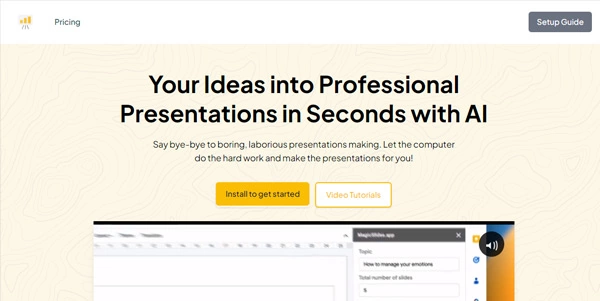 Pricing
Setup Guide
Your Ideas into Professional
Presentations in Seconds with AI
Say bye-bye to boring, laborious presentations making. Let the computer
do the hard work and make the presentations for you!
Install to get started
Video Tutorials
MagicSlides.app
Topic
How to manage your emotions
Total number of slides
5